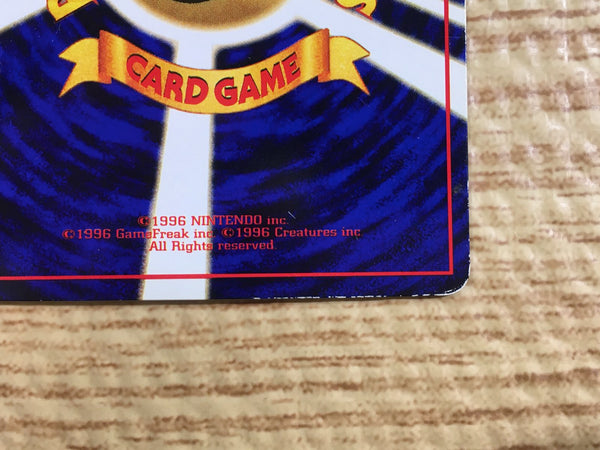 CARD GAME
©1996 NINTENDO inc.
©1996 GameFreak inc. ©1996 Creatures inc.
All Rights reserved.